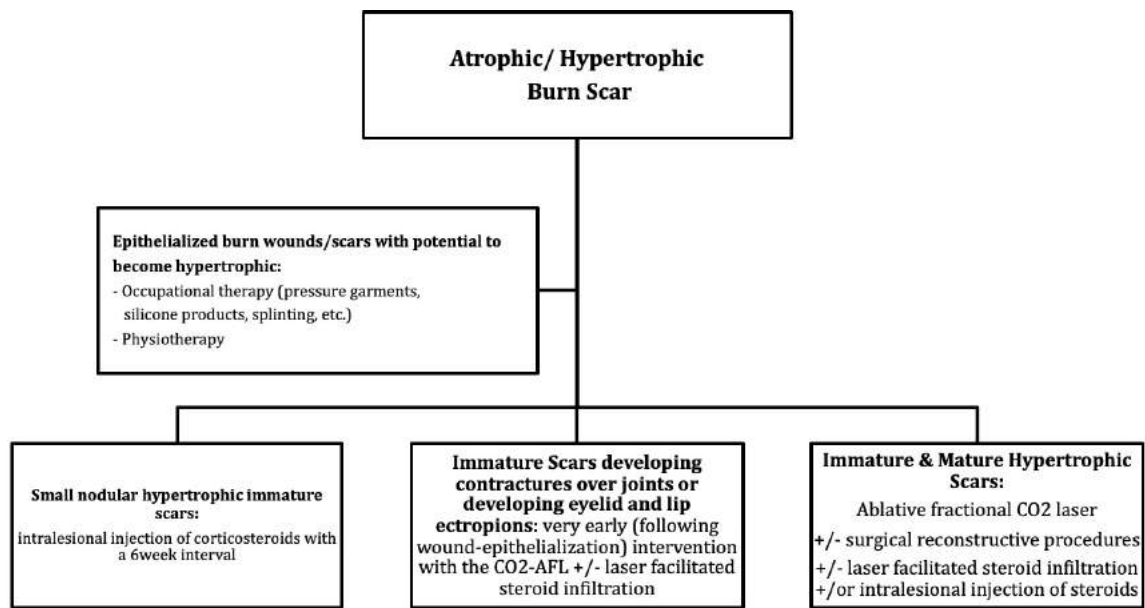 Atrophic/ Hypertrophic
Burn Scar
Epithelialized burn wounds/scars with potential to
become hypertrophic:
- Occupational therapy (pressure garments,
silicone products, splinting, etc.)
- Physiotherapy
Small nodular hypertrophic immature
scars:
intralesional injection of corticosteroids with
a 6week interval
Immature Scars developing
contractures over joints or
developing eyelid and lip
ectropions: very early (following
wound-epithelialization) intervention
with the CO2-AFL +/- laser facilitated
steroid infiltration
Immature & Mature Hypertrophic
Scars:
Ablative fractional CO2 laser
+/- surgical reconstructive procedures
+/- laser facilitated steroid infiltration
+/or intralesional injection of steroids